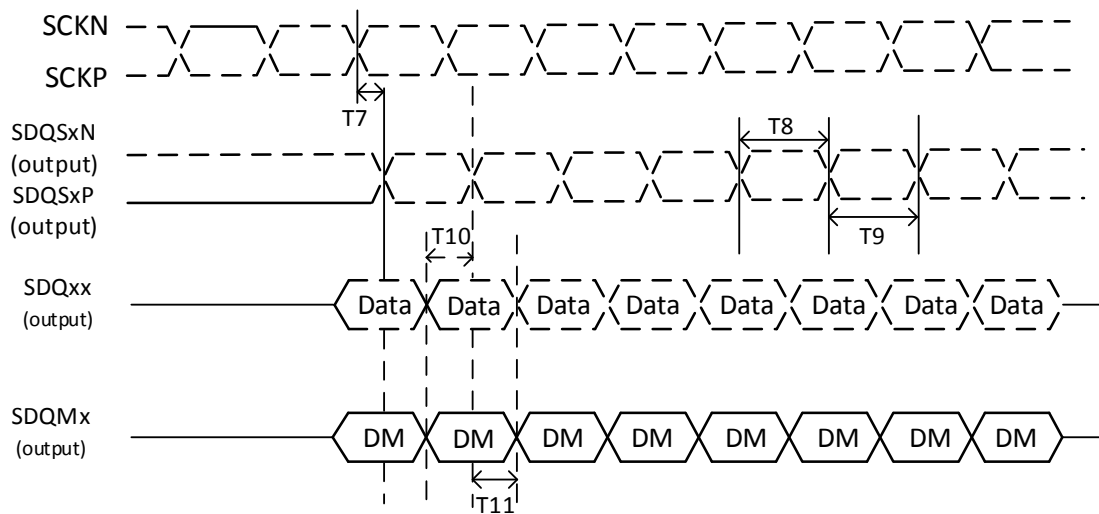 SCKN
SCKP
T7
SDQSxN
(output)
T8
SDQSxP
(output)
T10
T9
SDQxx
(output)
Data Data Data Data Data Data Data Data
SDQMx
(output)
DM DM DM DM DM DM DM DM
T11